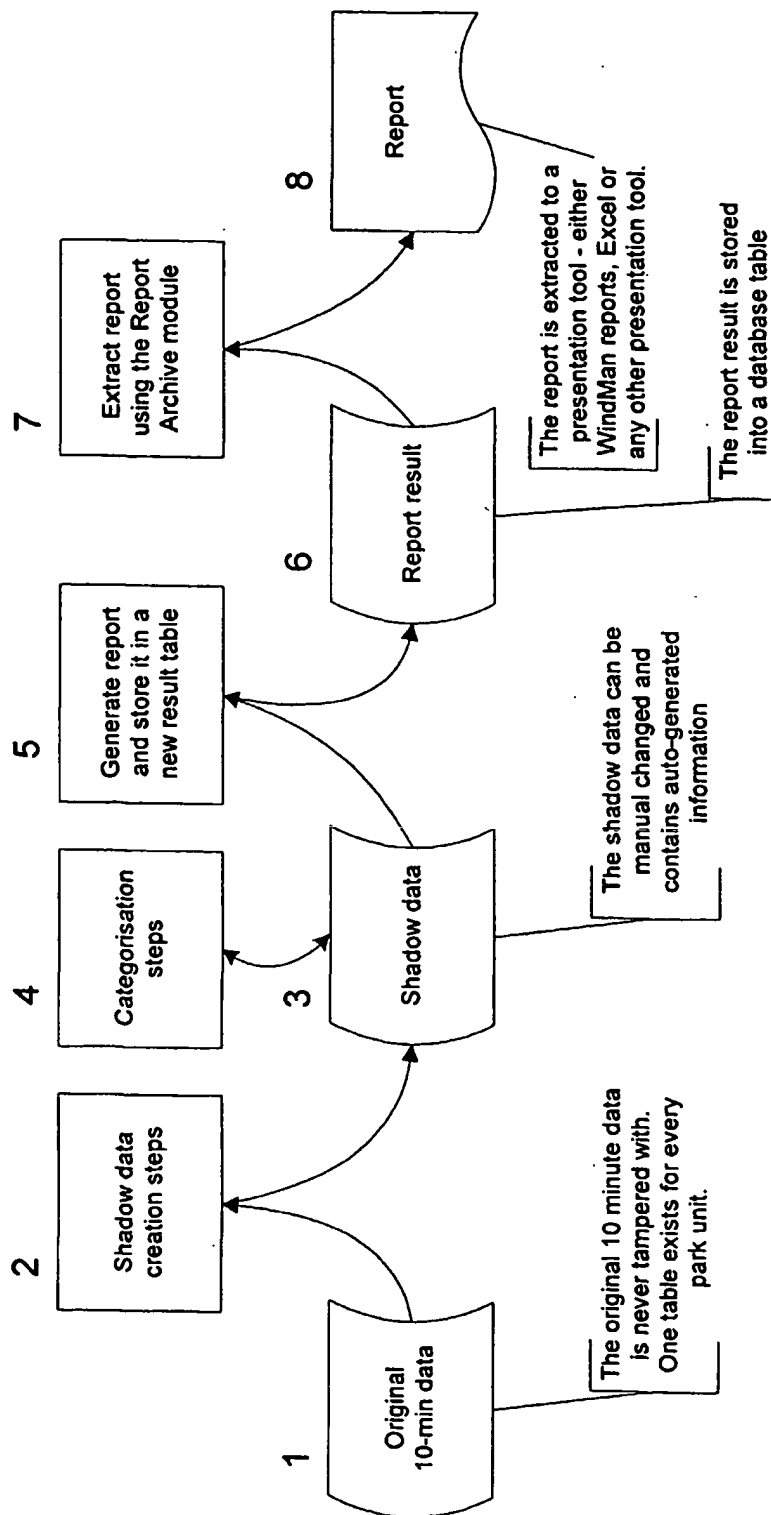 1
Original
10-min data
The original 10 minute data
is never tampered with.
One table exists for every
park unit.
2
Shadow data
creation steps
3
Shadow data
The shadow data can be
manual changed and
contains auto-generated
information
4
Categorisation
steps
5
Generate report
and store it in a
new result table
6
Report result
The report result is stored
into a database table
7
Extract report
using the Report
Archive module
8
Report
The report is extracted to a
presentation tool - either
WindMan reports, Excel or
any other presentation tool.